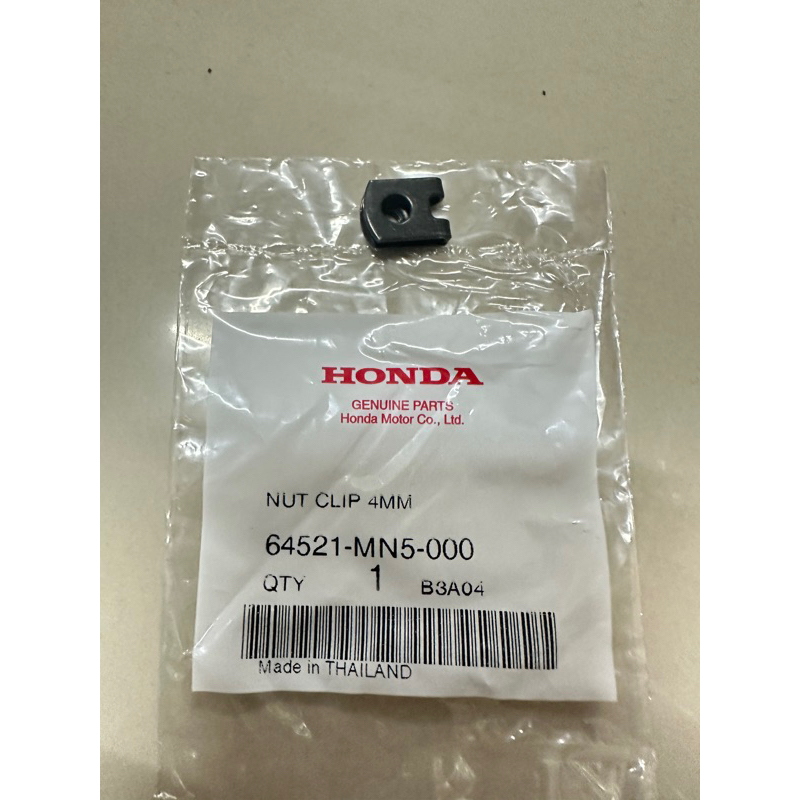 HONDA
GENUINE PARTS
Honda Motor Co., Ltd.
NUT CLIP 4MM
64521-MN5-000
QTY 1 B3A04
Made in THAILAND